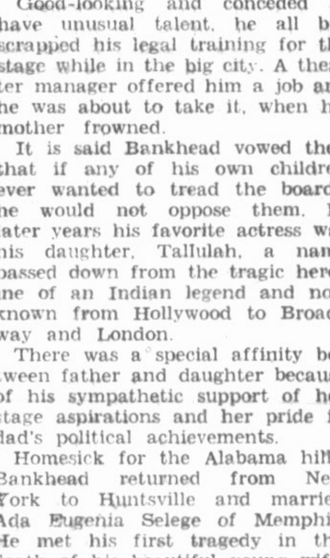 Good-looking and conceded
have unusual talent, he all b
scrapped his legal training for th
stage while in the big city. A thea
ter manager offered him a job an
he was about to take it, when h
mother frowned.
It is said Bankhead vowed the
that if any of his own childre
ever wanted to tread the board
he would not oppose them. I
later years his favorite actress wa
his daughter, Tallulah, a nam
passed down from the tragic hero
ine of an Indian legend and no
known from Hollywood to Broad
way and London.
There was a special affinity be
tween father and daughter becaus
of his sympathetic support of he
stage aspirations and her pride i
dad's political achievements.
Homesick for the Alabama hill
Bankhead returned from Ne
York to Huntsville and marrie
Ada Eugenia Selege of Memphi
He met his first tragedy in th